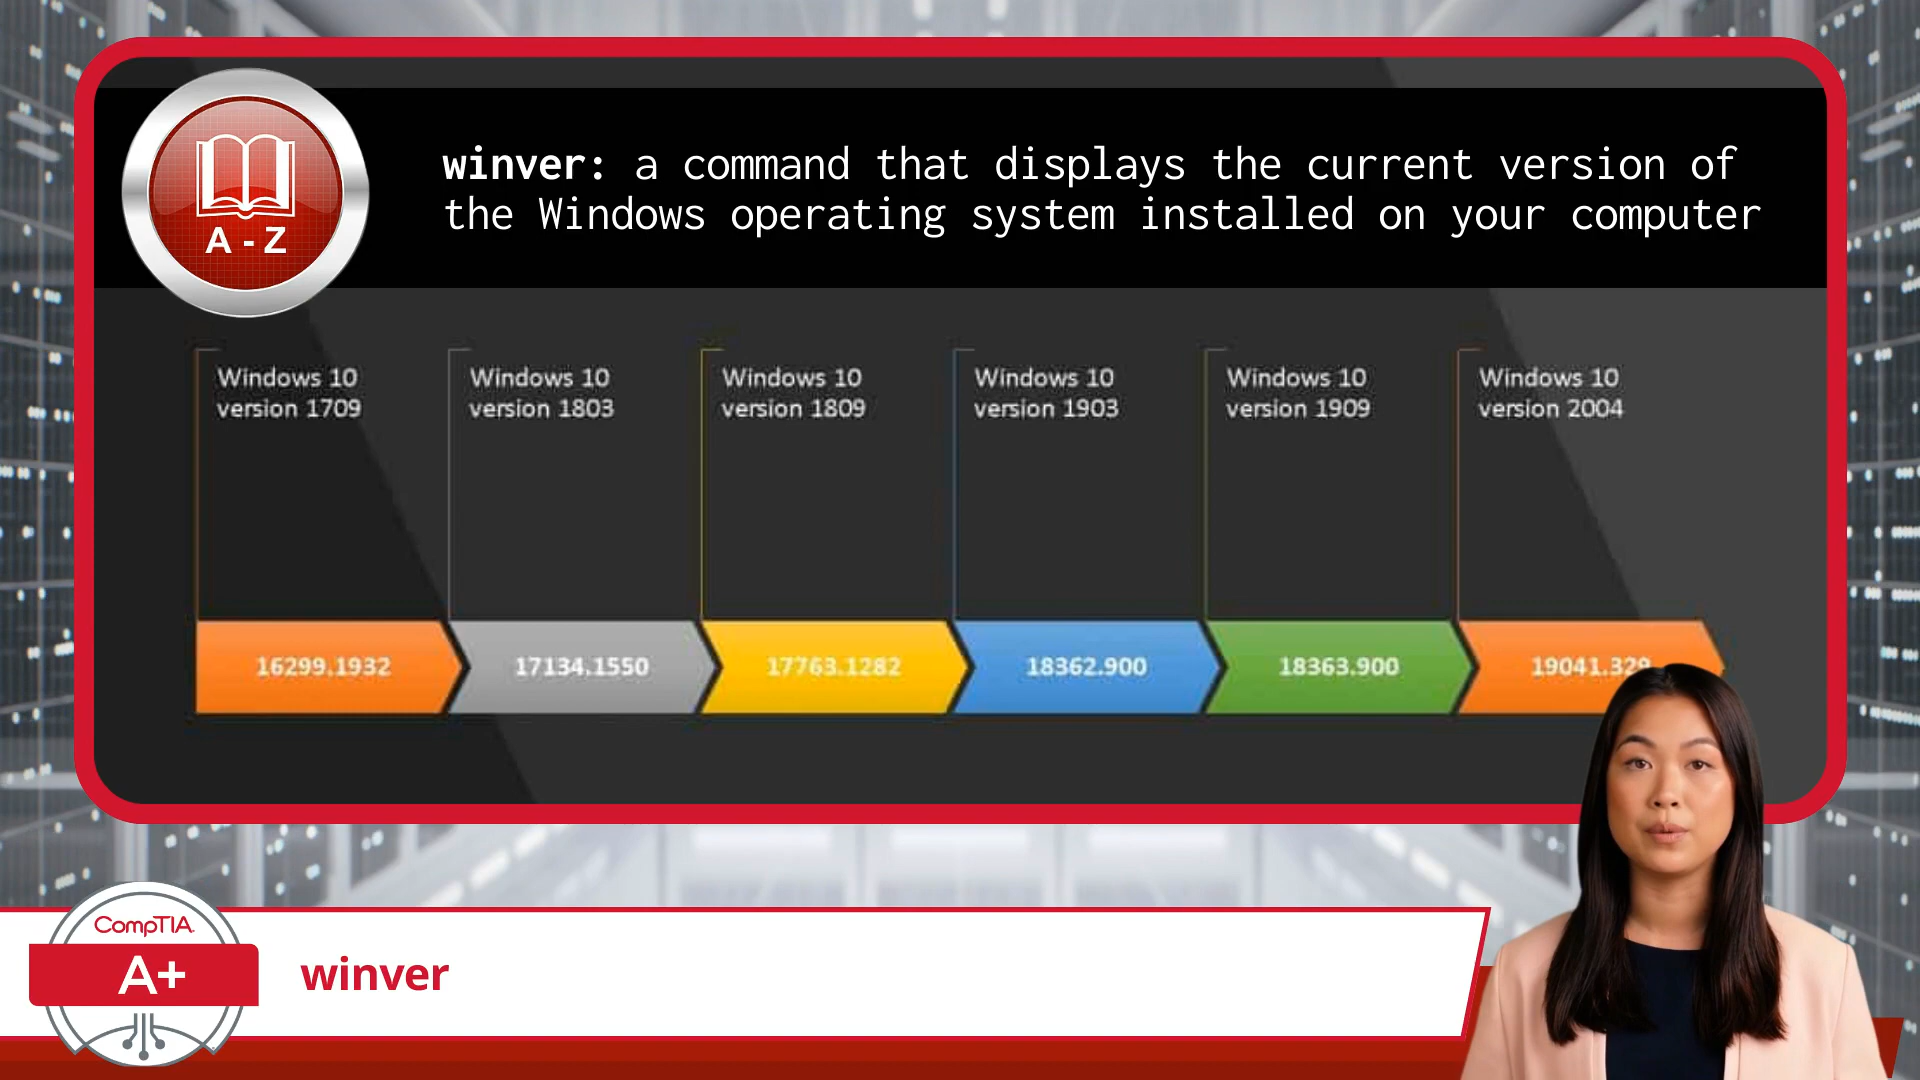 winver: a command that displays the current version of
the Windows operating system installed on your computer
A - Z
Windows 10
version 1709
Windows 10
version 1803
Windows 10
version 1809
Windows 10
version 1903
Windows 10
version 1909
Windows 10
version 2004
16299.1932
17134.1550
17763.1282
18362.900
18363.900
19041.329
CompTIA.
A+
winver